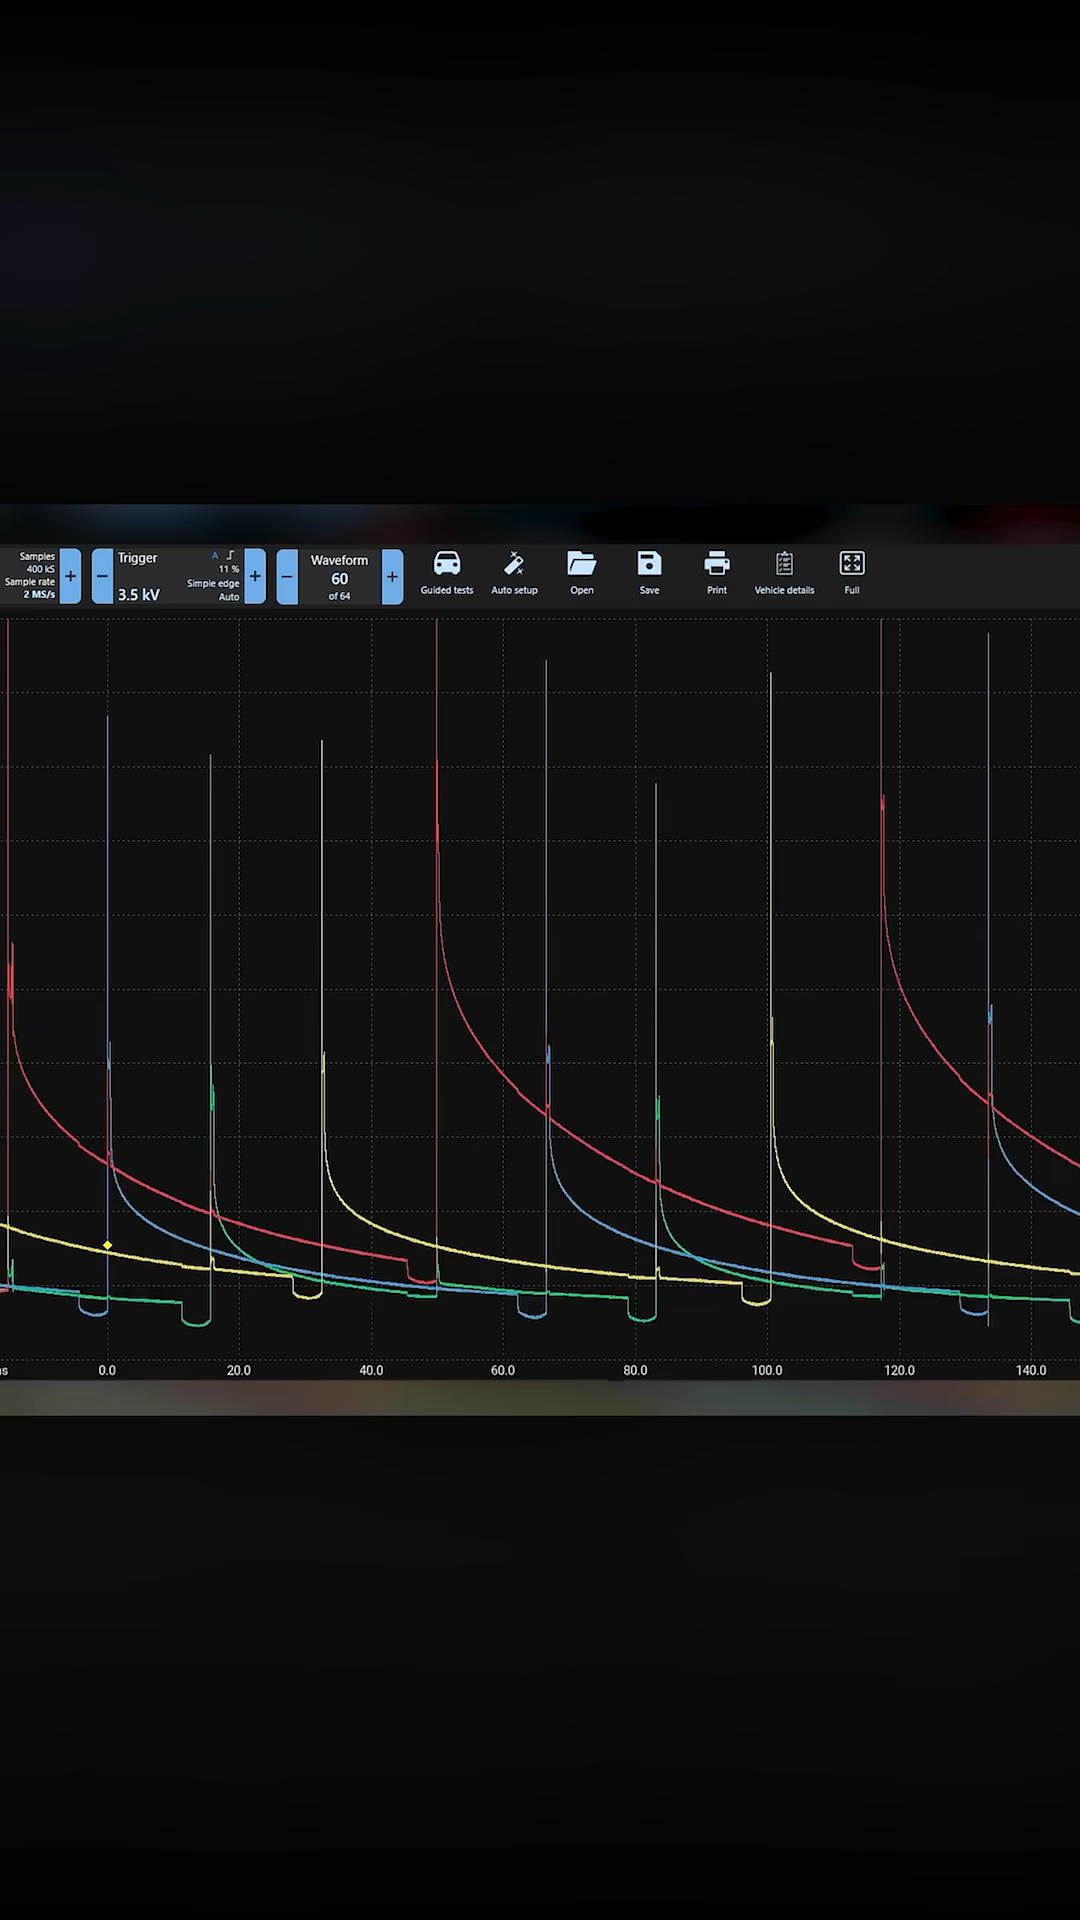 Samples
400 kS
Sample rate
2 MS/s
+
−
Trigger
A
11 %
Simple edge
3.5 kV
Auto
+
−
Waveform
60
of 64
+
Guided tests
Auto setup
Open
Save
Print
Vehicle details
Full
0.0
20.0
40.0
60.0
80.0
100.0
120.0
140.0